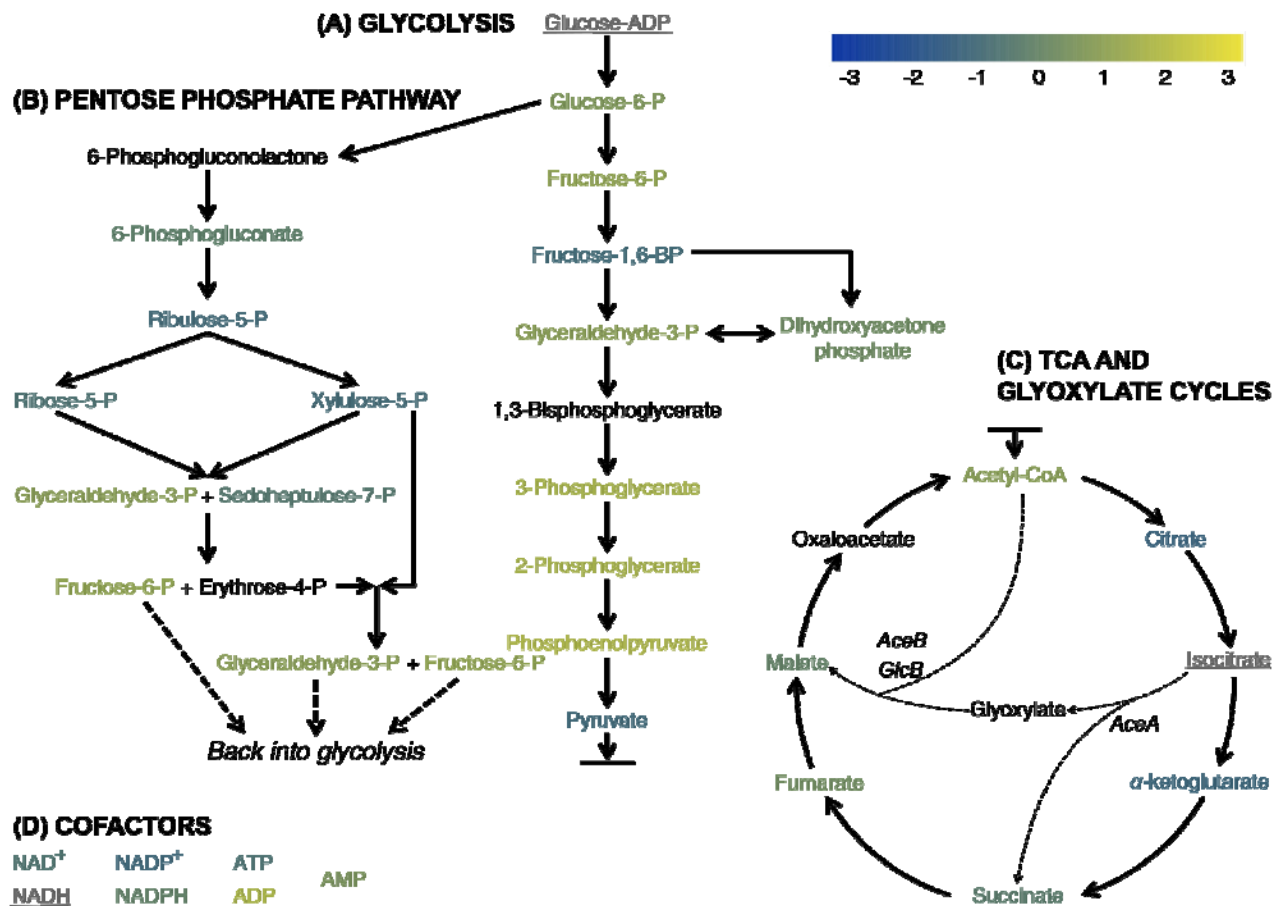 (A) GLYCOLYSIS
Glucose-ADP
-3 -2 -1 0 1 2 3
(B) PENTOSE PHOSPHATE PATHWAY
Glucose-6-P
6-Phosphogluconolactone
Fructose-6-P
6-Phosphogluconate
Fructose-1,6-BP
Ribulose-5-P
Glyceraldehyde-3-P
Dihydroxyacetone
phosphate
(C) TCA AND
GLYOXYLATE CYCLES
Ribose-5-P
Xylulose-5-P
1,3-Bisphosphoglycerate
Acetyl-CoA
Glyceraldehyde-3-P + Sedoheptulose-7-P
3-Phosphoglycerate
Oxaloacetate
Citrate
2-Phosphoglycerate
Fructose-6-P + Erythrose-4-P
AceB
GlcB
Phosphoenolpyruvate
Malate
Isocitrate
Glyceraldehyde-3-P + Fructose-6-P
Glyoxylate
AceA
Pyruvate
Back into glycolysis
Fumarate
α-ketoglutarate
(D) COFACTORS
NAD+ NADP+ ATP
AMP
NADH NADPH ADP
Succinate